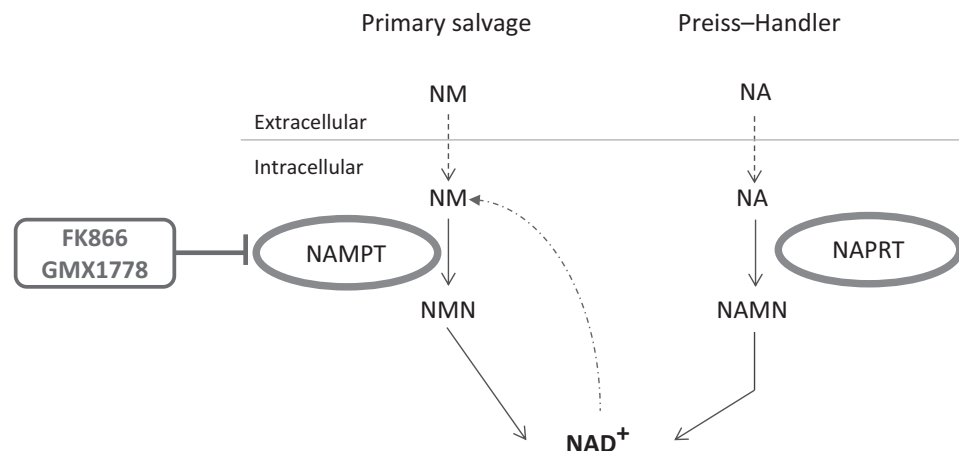 Primary salvage
Preiss–Handler
NM
NA
Extracellular
Intracellular
NM
NA
FK866
GMX1778
NAMPT
NAPRT
NMN
NAMN
NAD+